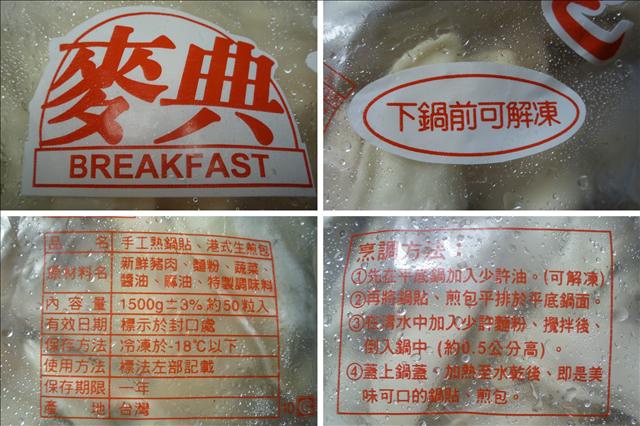 麥典
BREAKFAST
下鍋前可解凍
品 名 手工熟鍋貼、港式生煎包
原材料名 新鮮豬肉、麵粉、蔬菜、
醬油、麻油、特製調味料
內 容 量 1500g±3% 約50粒入
有效日期 標示於封口處
保存方法 冷凍於-18℃以下
使用方法 標法左部記載
保存期限 一年
產 地 台灣
烹調方法：
①先在平底鍋加入少許油。(可解凍)
②再將鍋貼、煎包平排於平底鍋面。
③在清水中加入少許麵粉、攪拌後、
倒入鍋中 (約0.5公分高)。
④蓋上鍋蓋、加熱至水乾後、即是美
味可口的鍋貼、煎包。